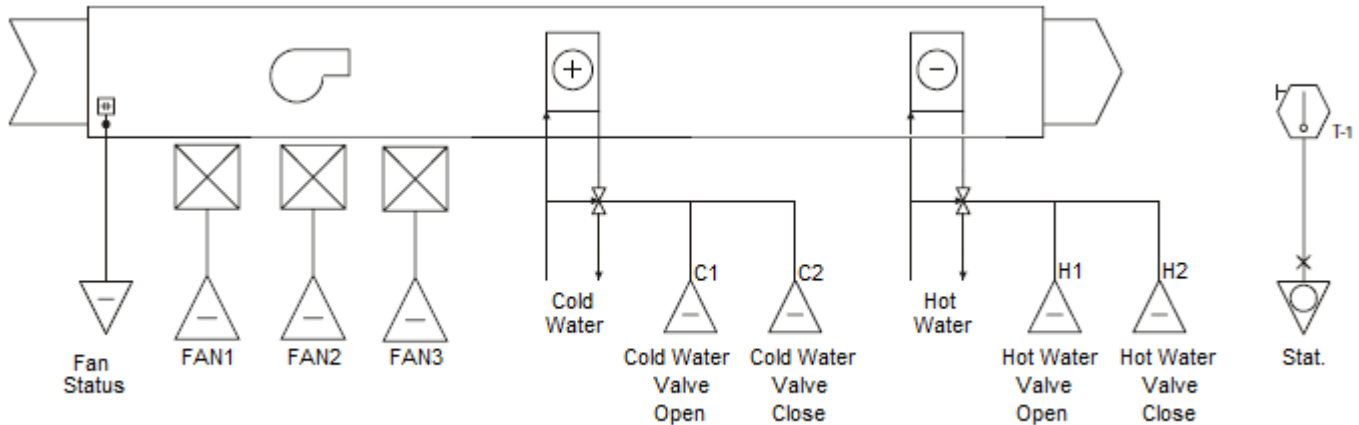 T-1
C1
C2
H1
H2
Cold
Water
Hot
Water
Fan
Status
FAN1
FAN2
FAN3
Cold Water
Valve
Open
Cold Water
Valve
Close
Hot Water
Valve
Open
Hot Water
Valve
Close
Stat.